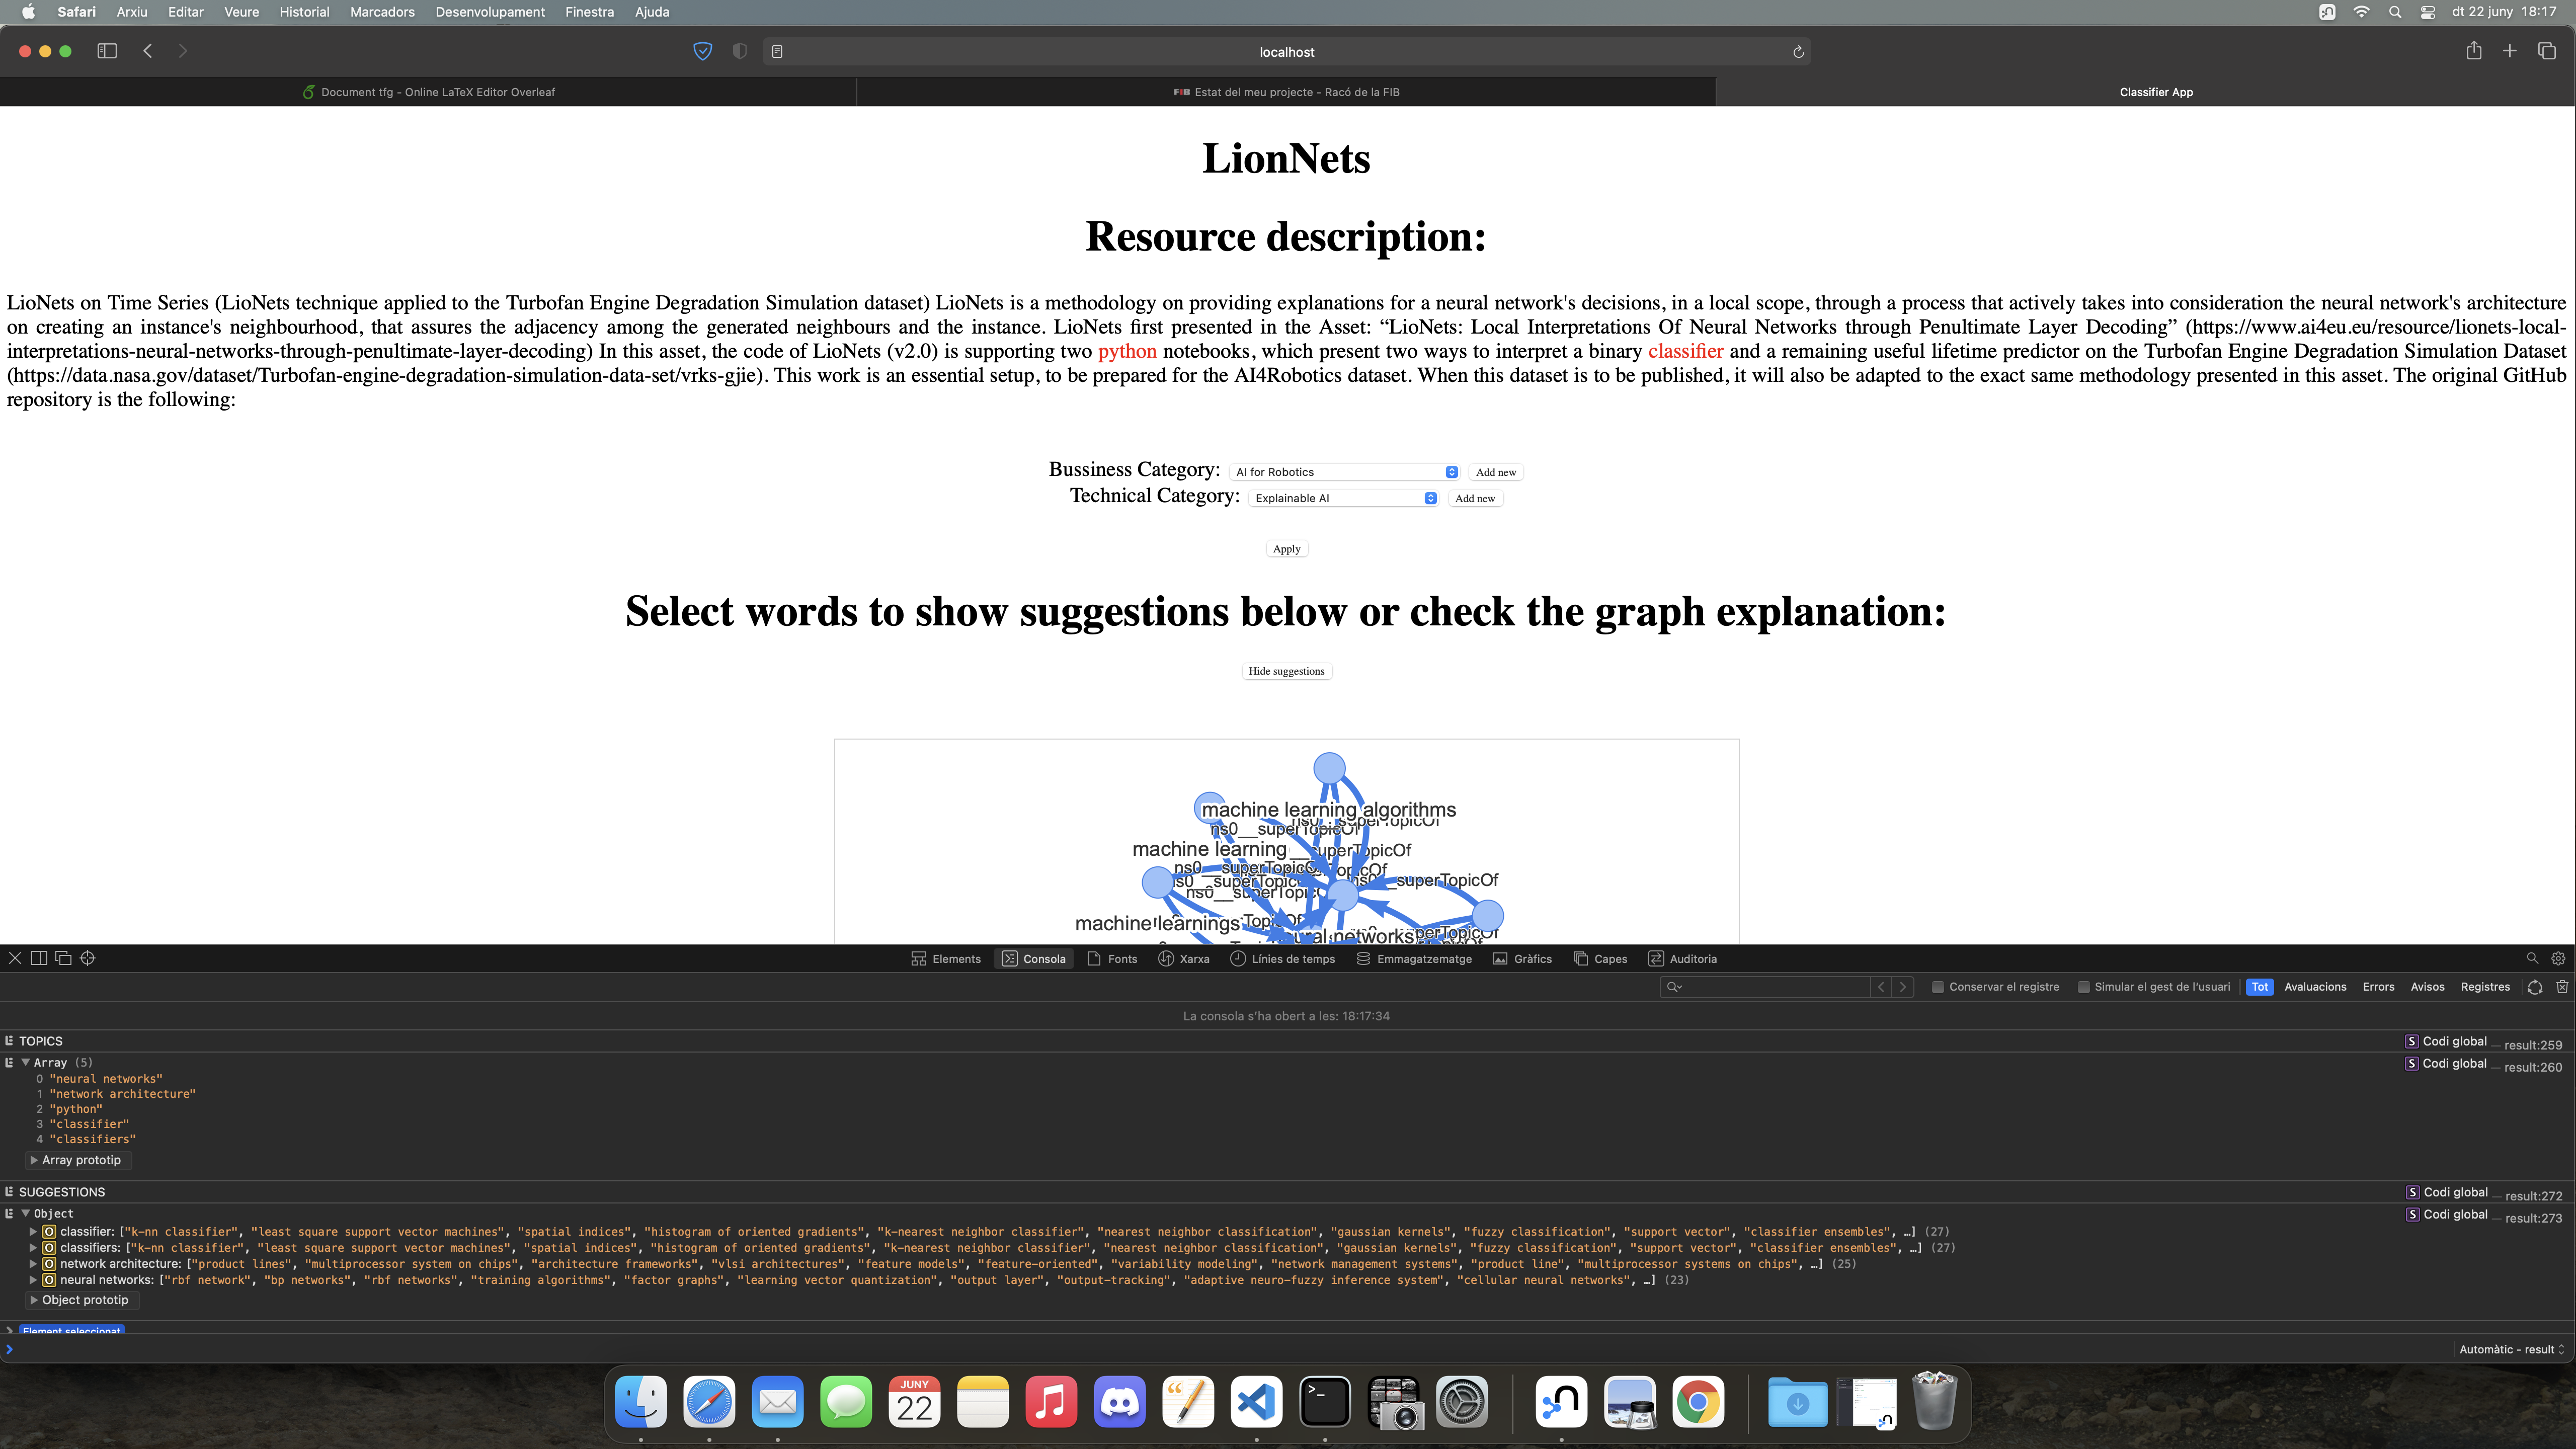 Safari Arxiu Editar Veure Historial Marcadors Desenvolupament Finestra Ajuda dt 22 juny 18:17
localhost
Document tfg - Online LaTeX Editor Overleaf Estat del meu projecte - Racó de la FIB Classifier App
LionNets
Resource description:
LioNets on Time Series (LioNets technique applied to the Turbofan Engine Degradation Simulation dataset) LioNets is a methodology on providing explanations for a neural network's decisions, in a local scope, through a process that actively takes into consideration the neural network's architecture
on creating an instance's neighbourhood, that assures the adjacency among the generated neighbours and the instance. LioNets first presented in the Asset: “LioNets: Local Interpretations Of Neural Networks through Penultimate Layer Decoding” (https://www.ai4eu.eu/resource/lionets-local-
interpretations-neural-networks-through-penultimate-layer-decoding) In this asset, the code of LioNets (v2.0) is supporting two python notebooks, which present two ways to interpret a binary classifier and a remaining useful lifetime predictor on the Turbofan Engine Degradation Simulation Dataset
(https://data.nasa.gov/dataset/Turbofan-engine-degradation-simulation-data-set/vrks-gjie). This work is an essential setup, to be prepared for the AI4Robotics dataset. When this dataset is to be published, it will also be adapted to the exact same methodology presented in this asset. The original GitHub
repository is the following:
Bussiness Category: AI for Robotics Add new
Technical Category: Explainable AI Add new
Apply
Select words to show suggestions below or check the graph explanation:
Hide suggestions
machine learning algorithms
ns0__superTopicOf
machine learning superTopicOf
ns0__superTopicOf
superTopicOf
machine learnings TopicOf
neural networks
Elements Consola Fonts Xarxa Línies de temps Emmagatzematge Gràfics Capes Auditoria
Conservar el registre Simular el gest de l'usuari Tot Avaluacions Errors Avisos Registres
La consola s'ha obert a les: 18:17:34
TOPICS Codi global — result:259
Array (5) Codi global — result:260
0 "neural networks"
1 "network architecture"
2 "python"
3 "classifier"
4 "classifiers"
Array prototip
SUGGESTIONS Codi global — result:272
Object Codi global — result:273
classifier: ["k-nn classifier", "least square support vector machines", "spatial indices", "histogram of oriented gradients", "k-nearest neighbor classifier", "nearest neighbor classification", "gaussian kernels", "fuzzy classification", "support vector", "classifier ensembles", …] (27)
classifiers: ["k-nn classifier", "least square support vector machines", "spatial indices", "histogram of oriented gradients", "k-nearest neighbor classifier", "nearest neighbor classification", "gaussian kernels", "fuzzy classification", "support vector", "classifier ensembles", …] (27)
network architecture: ["product lines", "multiprocessor system on chips", "architecture frameworks", "vlsi architectures", "feature models", "feature-oriented", "variability modeling", "network management systems", "product line", "multiprocessor systems on chips", …] (25)
neural networks: ["rbf network", "bp networks", "rbf networks", "training algorithms", "factor graphs", "learning vector quantization", "output layer", "output-tracking", "adaptive neuro-fuzzy inference system", "cellular neural networks", …] (23)
Object prototip
Element seleccionat
Automàtic - result
JUNY
22